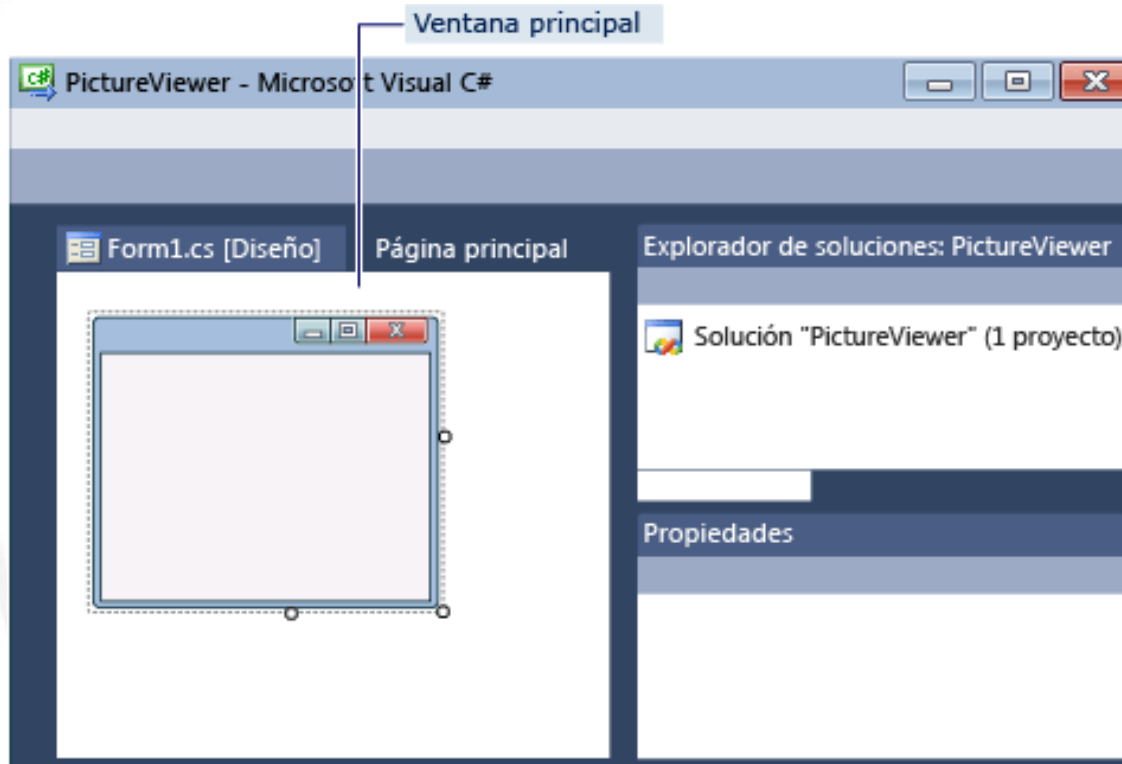 Ventana principal
PictureViewer - Microsoft Visual C#
Form1.cs [Diseño]
Página principal
Explorador de soluciones: PictureViewer
Solución "PictureViewer" (1 proyecto)
Propiedades